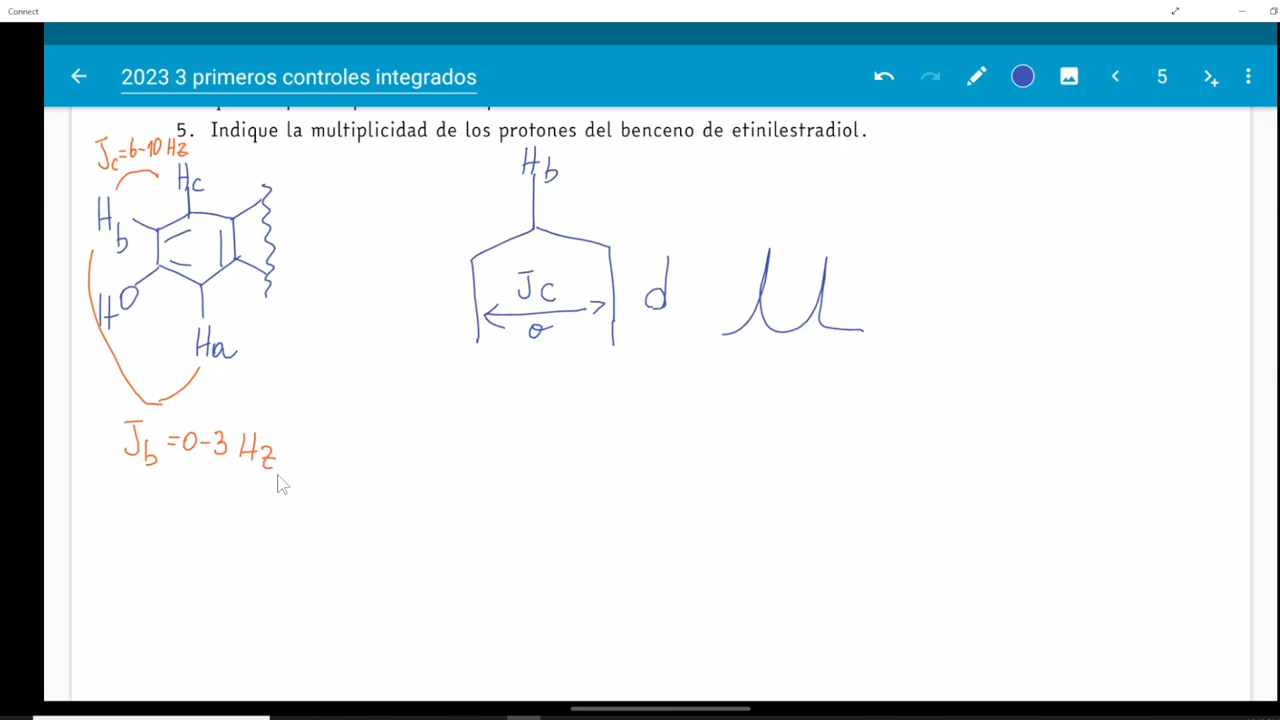 Connect
2023 3 primeros controles integrados
5
5. Indique la multiplicidad de los protones del benceno de etinilestradiol.
Jc=6-10 Hz
Hc
Hb
HO
Ha
Jb =0-3 Hz
Hb
Jc
o
d